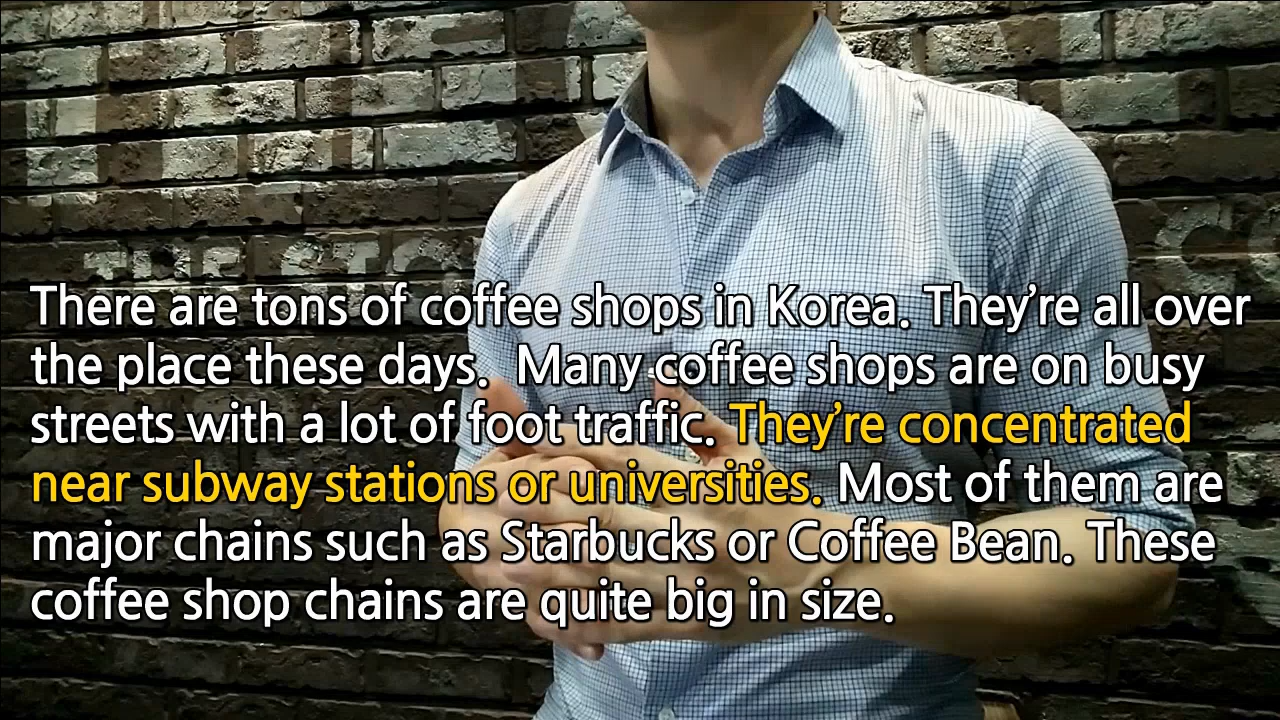 THE ST
There are tons of coffee shops in Korea. They're all over
the place these days.  Many coffee shops are on busy
streets with a lot of foot traffic. They're concentrated
near subway stations or universities. Most of them are
major chains such as Starbucks or Coffee Bean. These
coffee shop chains are quite big in size.